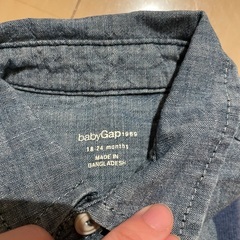 babyGap 1969
18-24 months
MADE IN
BANGLADESH